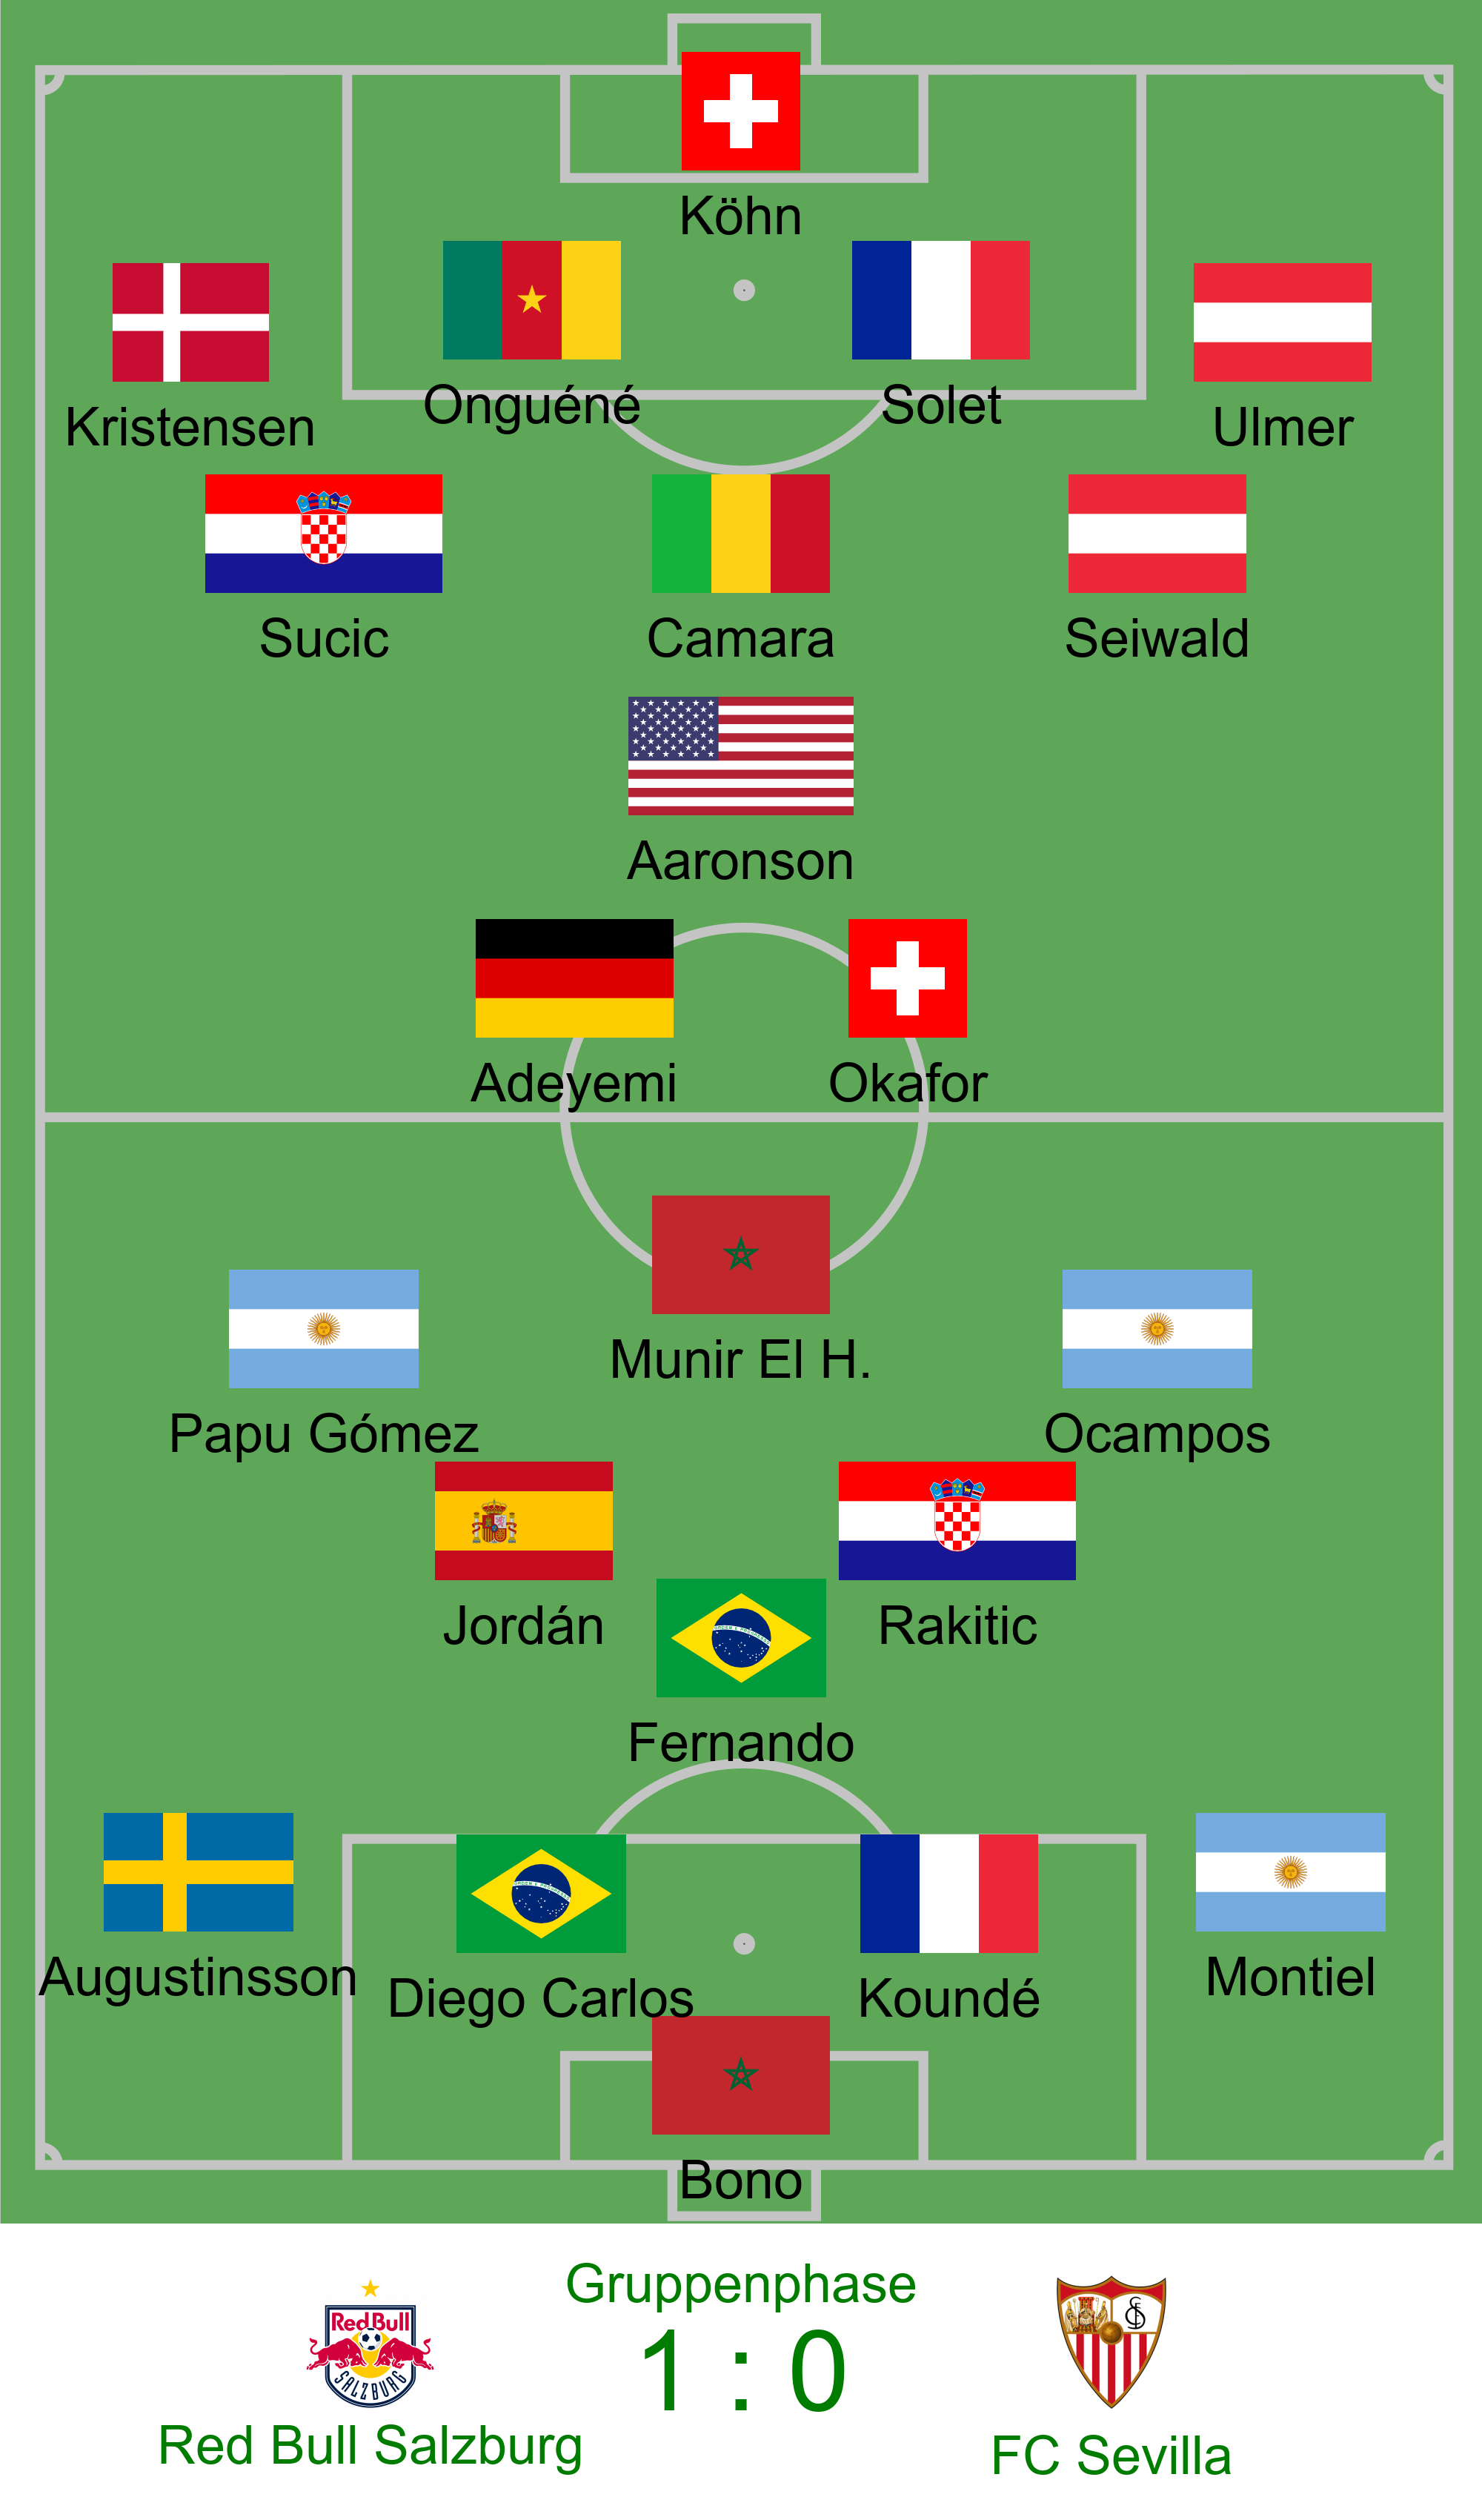 Köhn
Onguéné
Solet
Kristensen
Ulmer
Sucic
Camara
Seiwald
Aaronson
Adeyemi
Okafor
Munir El H.
Papu Gómez
Ocampos
Jordán
Rakitic
Fernando
Augustinsson
Diego Carlos
Koundé
Montiel
Bono
Gruppenphase
1 : 0
Red Bull
SALZBURG
Red Bull Salzburg
FC Sevilla